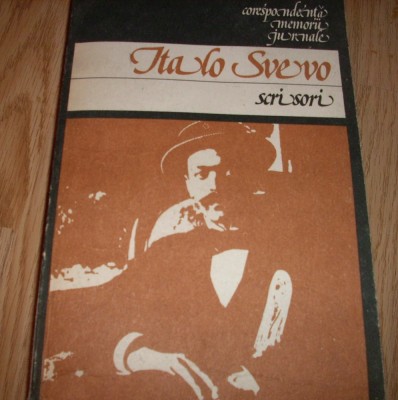 corespondență
memorii
jurnale
Italo Svevo
scrisori